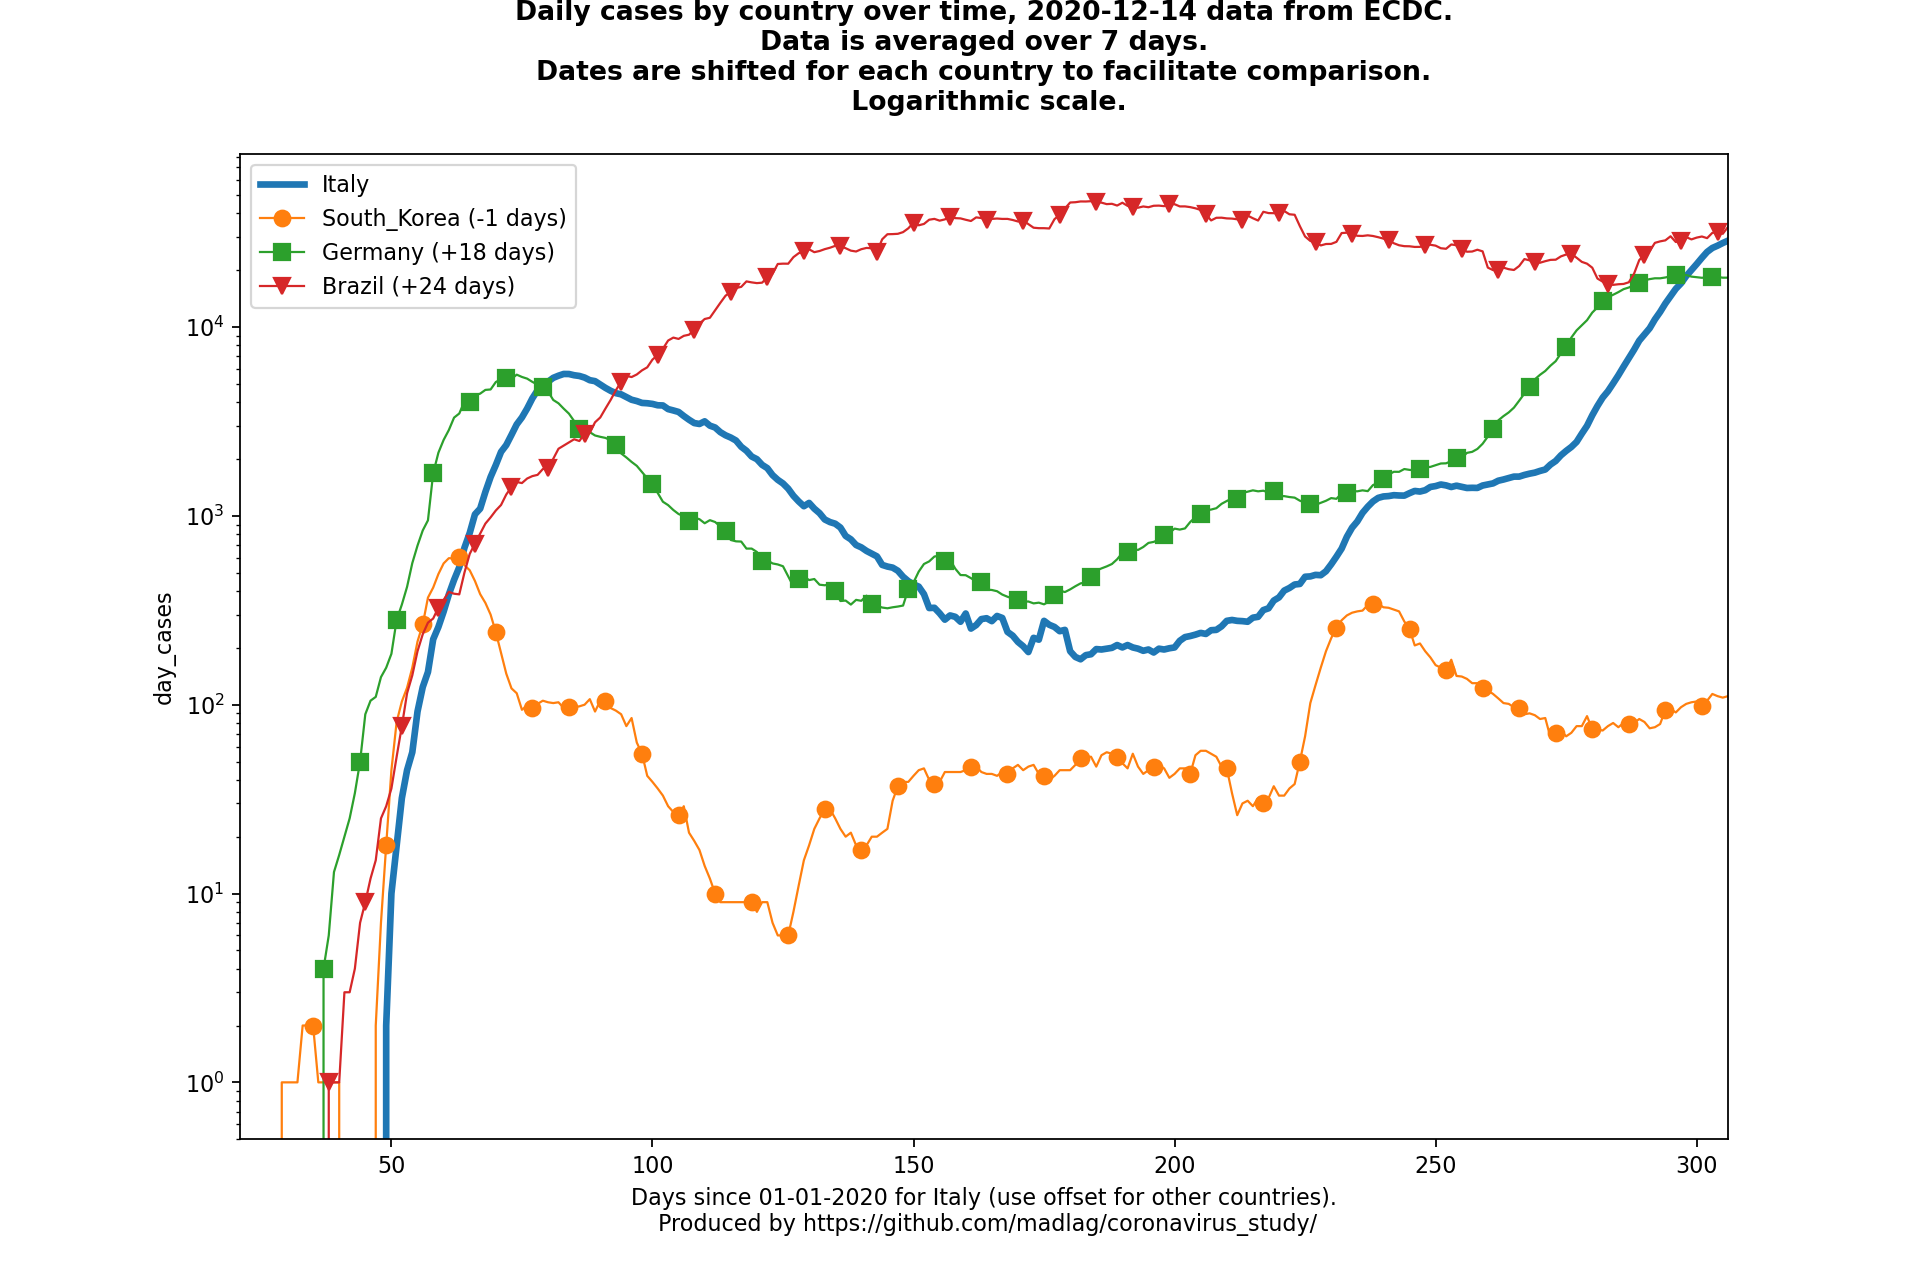 Daily cases by country over time, 2020-12-14 data from ECDC.
Data is averaged over 7 days.
Dates are shifted for each country to facilitate comparison.
Logarithmic scale.
Italy
South_Korea (-1 days)
Germany (+18 days)
Brazil (+24 days)
day_cases
10⁴
10³
10²
10¹
10⁰
50 100 150 200 250 300
Days since 01-01-2020 for Italy (use offset for other countries).
Produced by https://github.com/madlag/coronavirus_study/